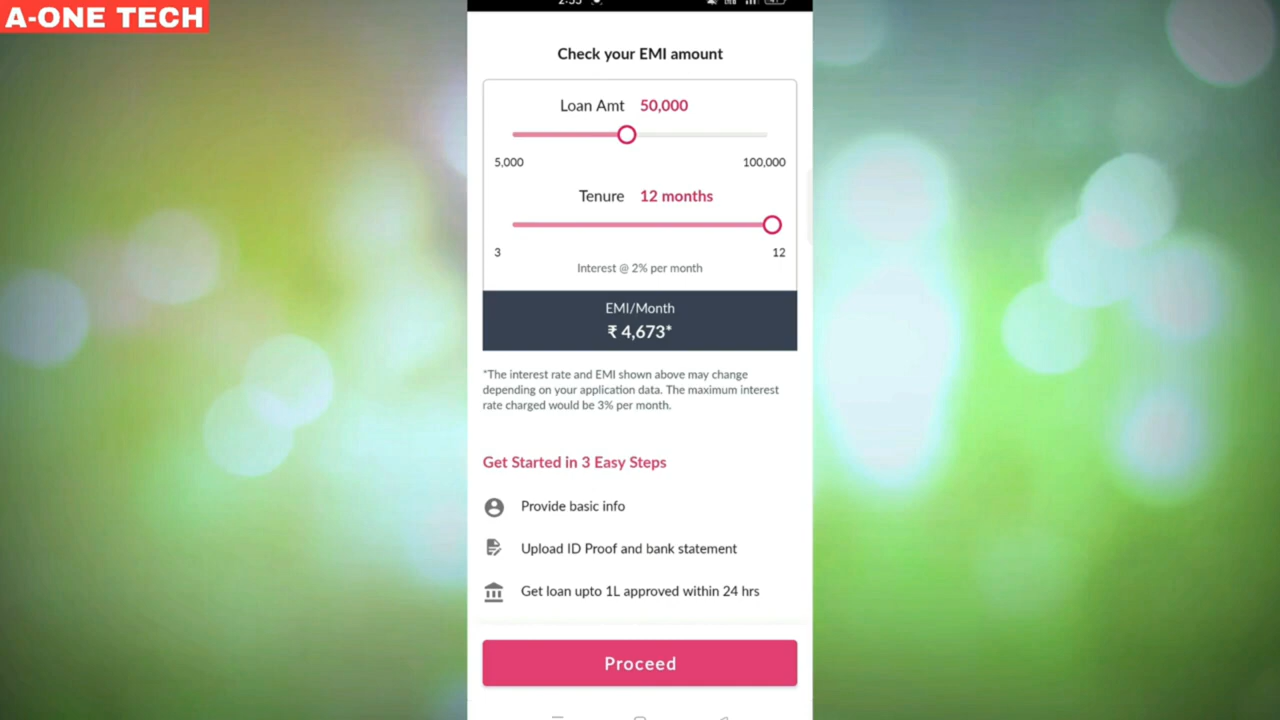 A-ONE TECH
Check your EMI amount
Loan Amt 50,000
5,000 100,000
Tenure 12 months
3 12
Interest @ 2% per month
EMI/Month
₹ 4,673*
*The interest rate and EMI shown above may change
depending on your application data. The maximum interest
rate charged would be 3% per month.
Get Started in 3 Easy Steps
Provide basic info
Upload ID Proof and bank statement
Get loan upto 1L approved within 24 hrs
Proceed